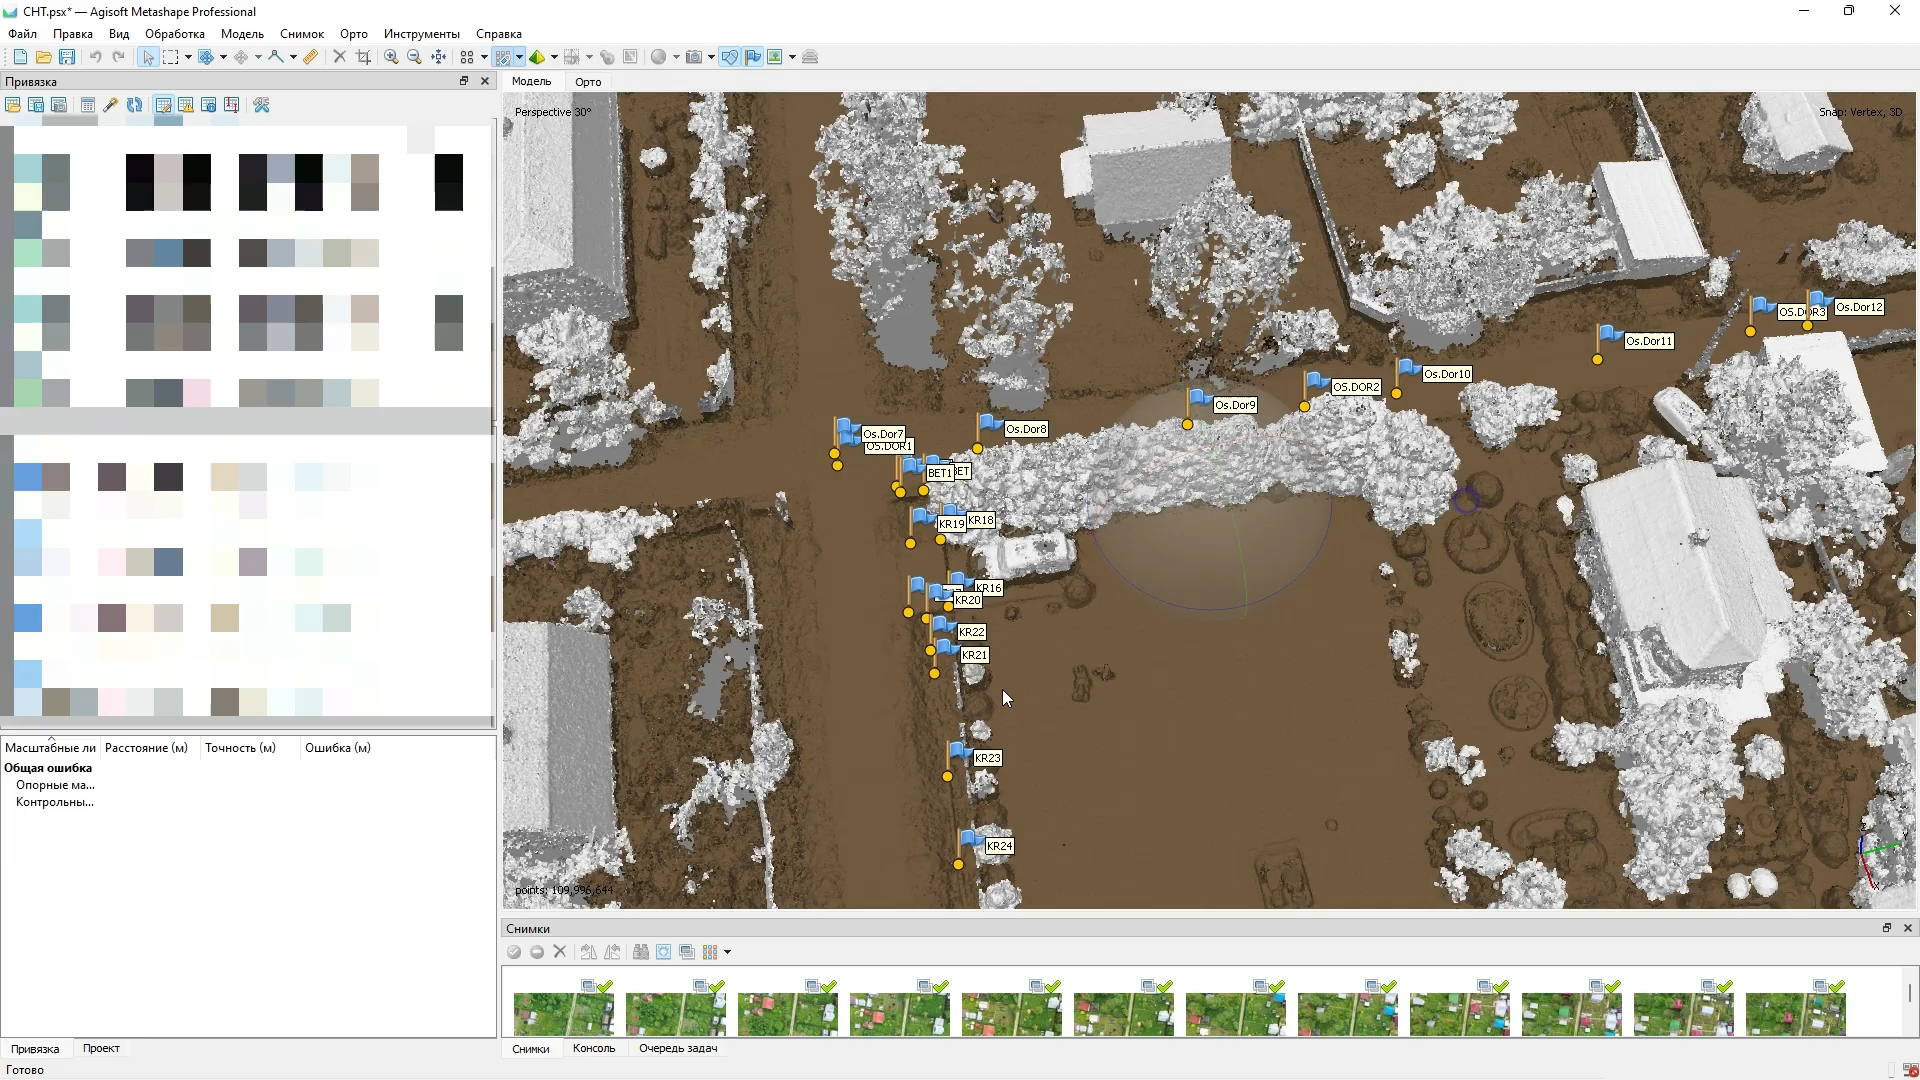 CHT.psx* — Agisoft Metashape Professional
Файл Правка Вид Обработка Модель Снимок Орто Инструменты Справка
Привязка
Модель Орто
Perspective 30°
Snap: Vertex, 3D
OS.DOR3
Os.Dor12
Os.Dor11
Os.Dor10
OS.DOR2
Os.Dor9
Os.Dor8
Os.Dor7
OS.DOR1
BET1
BET
KR19
KR18
KR16
KR20
KR22
KR21
KR23
KR24
points: 109,996,644
Масштабные ли Расстояние (м) Точность (м) Ошибка (м)
Общая ошибка
Опорные ма...
Контрольны...
Снимки
Привязка Проект
Снимки Консоль Очередь задач
Готово